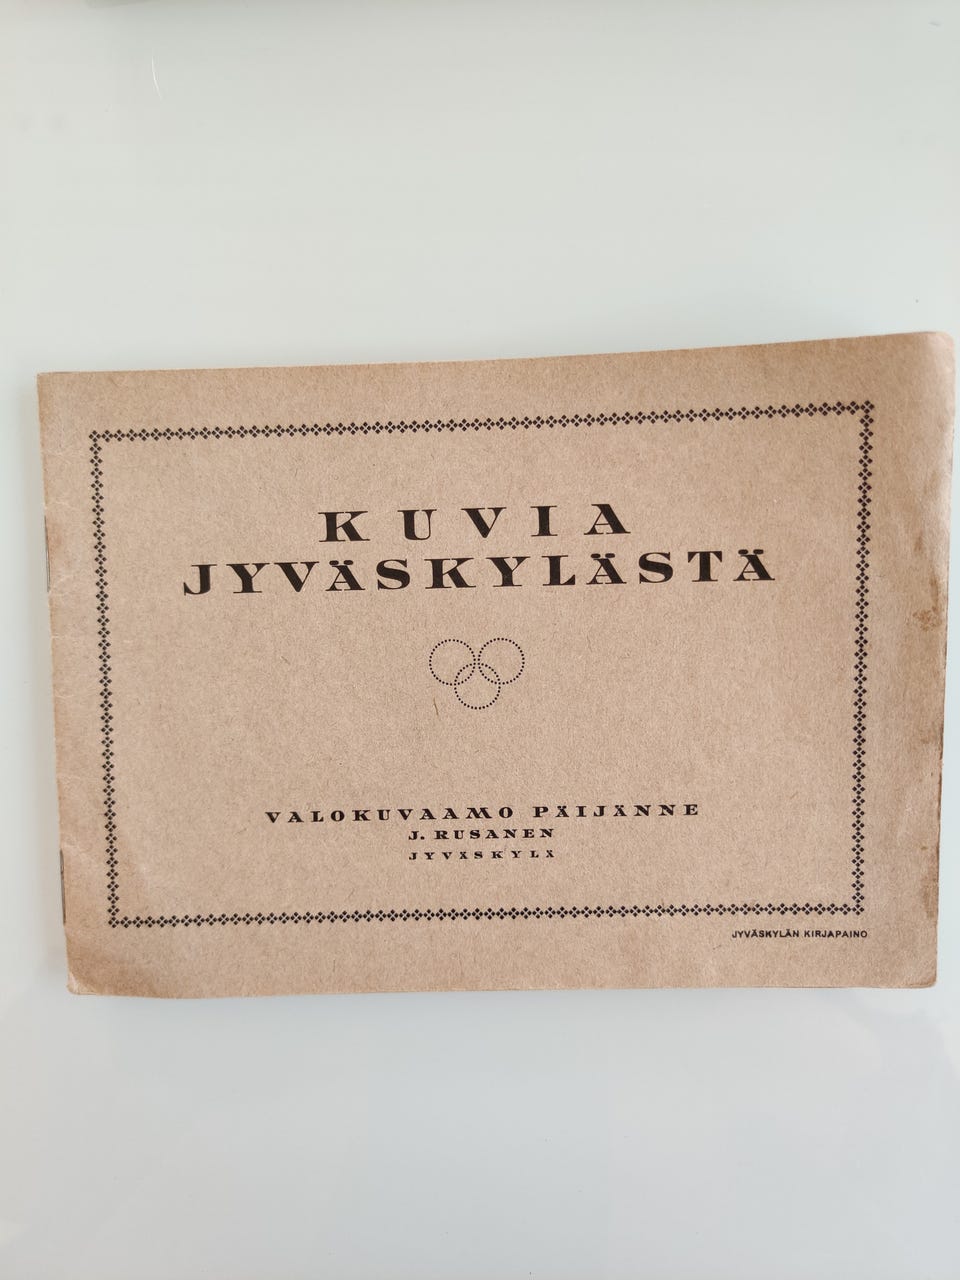 KUVIA
JYVÄSKYLÄSTÄ
VALOKUVAAMO PÄIJÄNNE
J. RUSANEN
JYVÄSKYLÄ
JYVÄSKYLÄN KIRJAPAINO